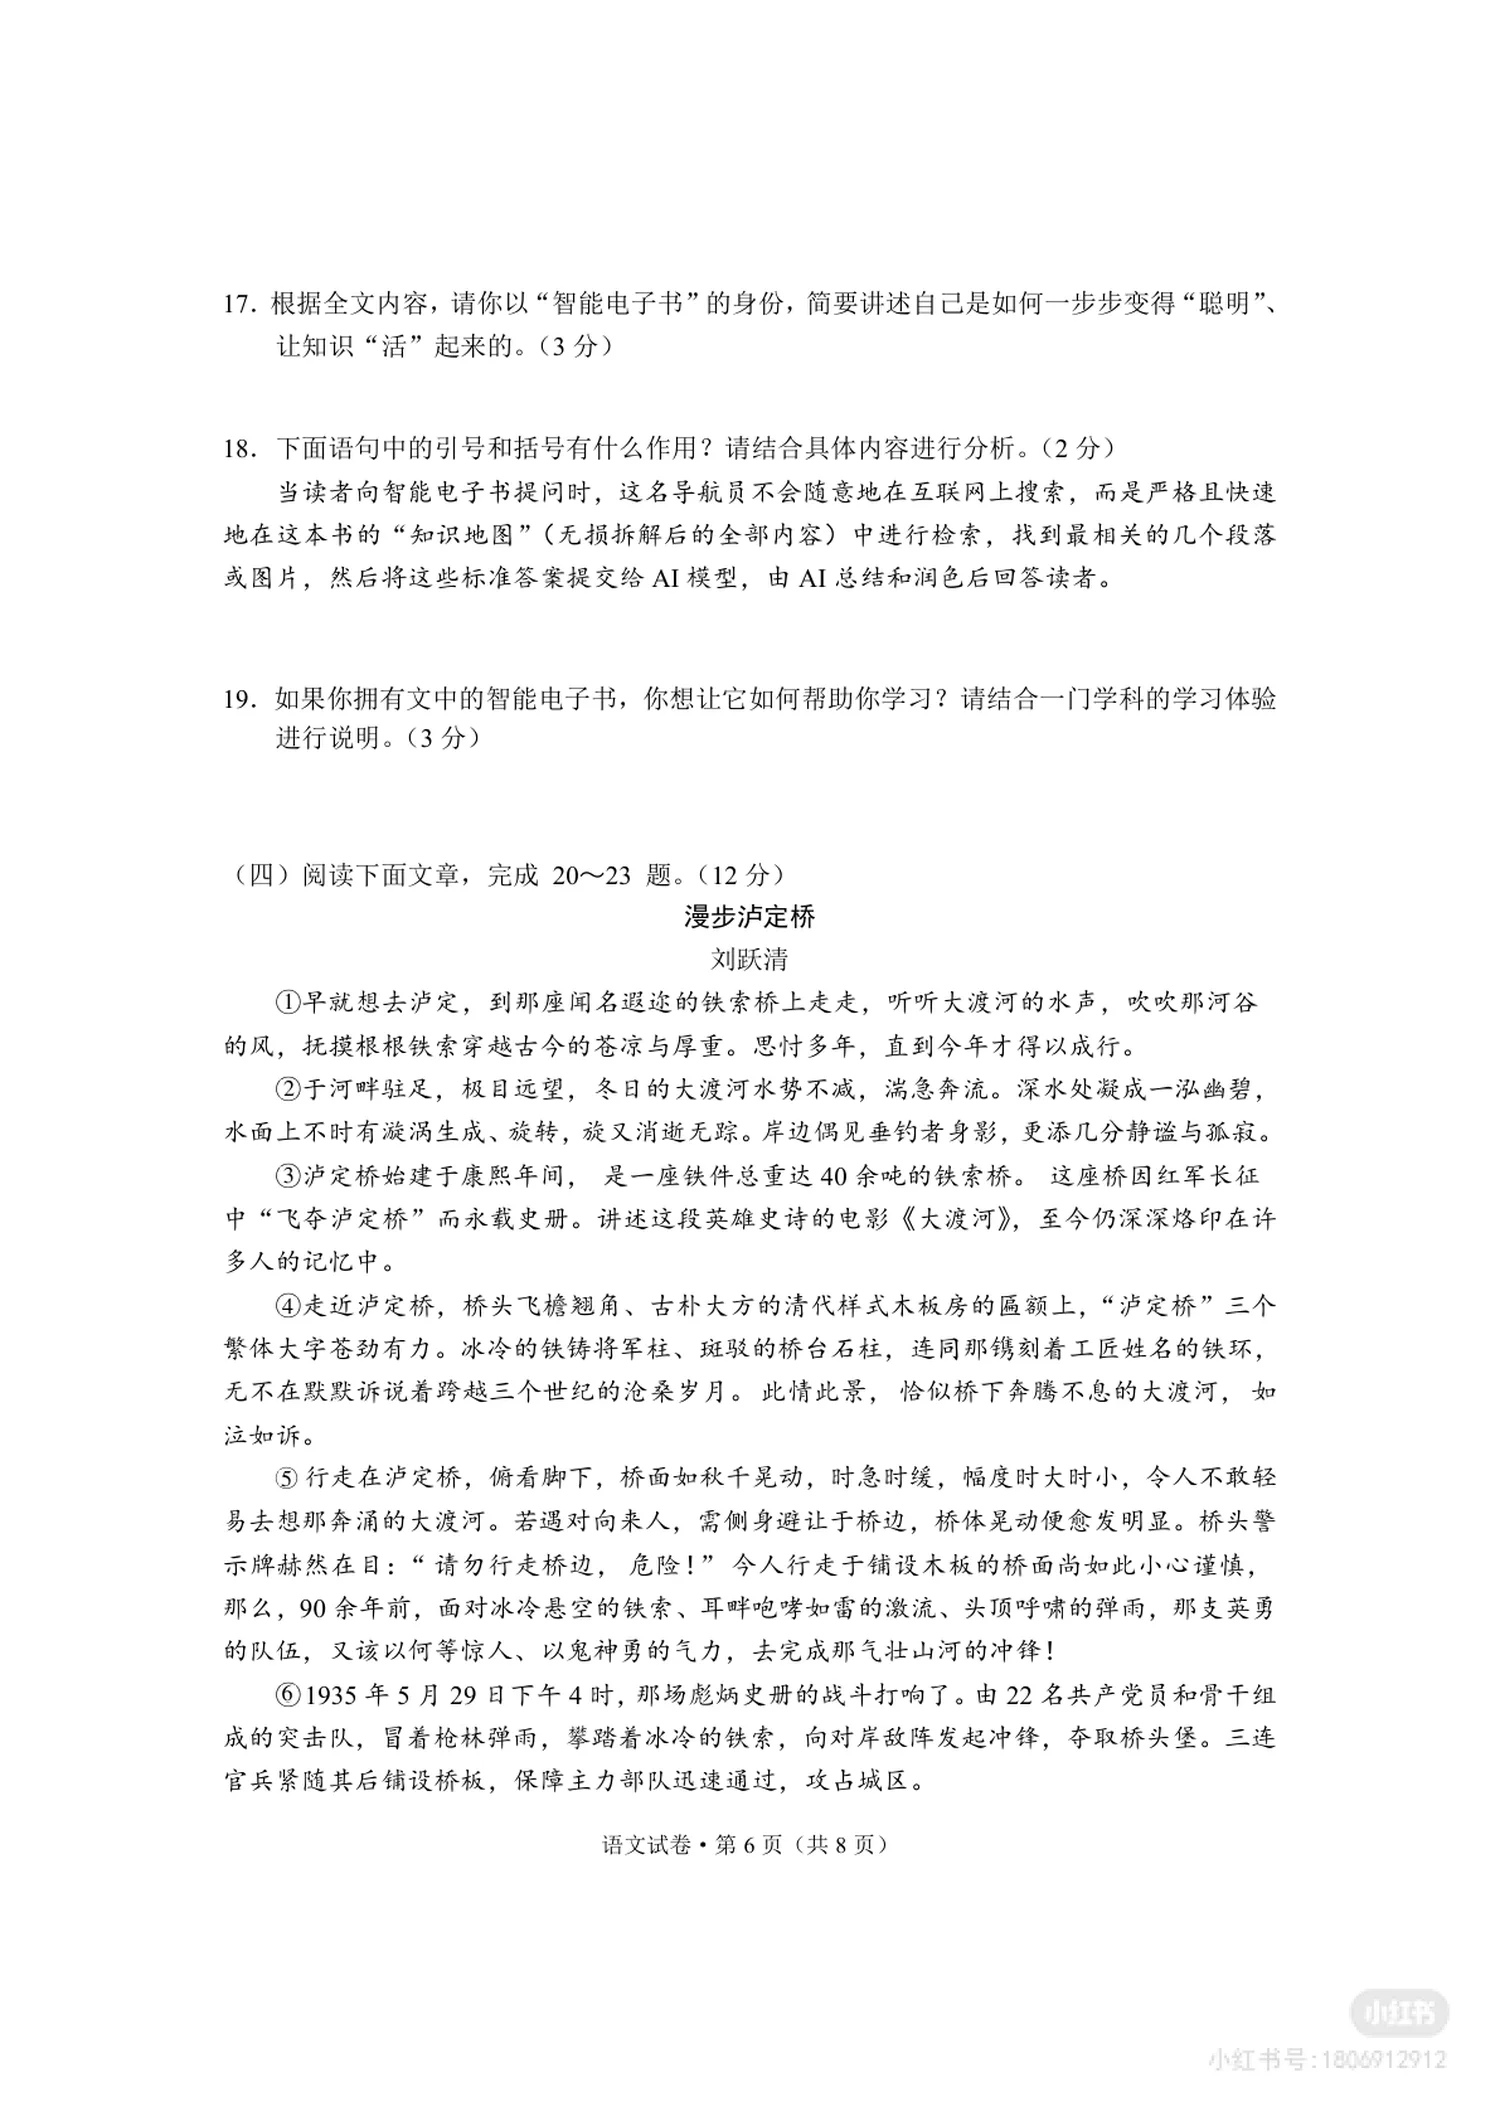 17．根据全文内容，请你以“智能电子书”的身份，简要讲述自己是如何一步步变得“聪明”、
让知识“活”起来的。（3 分）
18．下面语句中的引号和括号有什么作用？请结合具体内容进行分析。（2 分）
当读者向智能电子书提问时，这名导航员不会随意地在互联网上搜索，而是严格且快速
地在这本书的“知识地图”（无损拆解后的全部内容）中进行检索，找到最相关的几个段落
或图片，然后将这些标准答案提交给 AI 模型，由 AI 总结和润色后回答读者。
19．如果你拥有文中的智能电子书，你想让它如何帮助你学习？请结合一门学科的学习体验
进行说明。（3 分）
（四）阅读下面文章，完成 20～23 题。（12 分）
漫步泸定桥
刘跃清
①早就想去泸定，到那座闻名遐迩的铁索桥上走走，听听大渡河的水声，吹吹那河谷
的风，抚摸根根铁索穿越古今的苍凉与厚重。思忖多年，直到今年才得以成行。
②于河畔驻足，极目远望，冬日的大渡河水势不减，湍急奔流。深水处凝成一泓幽碧，
水面上不时有漩涡生成、旋转，旋又消逝无踪。岸边偶见垂钓者身影，更添几分静谧与孤寂。
③泸定桥始建于康熙年间， 是一座铁件总重达 40 余吨的铁索桥。 这座桥因红军长征
中“飞夺泸定桥”而永载史册。讲述这段英雄史诗的电影《大渡河》，至今仍深深烙印在许
多人的记忆中。
④走近泸定桥，桥头飞檐翘角、古朴大方的清代样式木板房的匾额上，“泸定桥”三个
繁体大字苍劲有力。冰冷的铁铸将军柱、斑驳的桥台石柱，连同那镌刻着工匠姓名的铁环，
无不在默默诉说着跨越三个世纪的沧桑岁月。 此情此景， 恰似桥下奔腾不息的大渡河， 如
泣如诉。
⑤ 行走在泸定桥，俯看脚下，桥面如秋千晃动，时急时缓，幅度时大时小，令人不敢轻
易去想那奔涌的大渡河。若遇对向来人，需侧身避让于桥边，桥体晃动便愈发明显。桥头警
示牌赫然在目：“ 请勿行走桥边， 危险！” 今人行走于铺设木板的桥面尚如此小心谨慎，
那么，90 余年前，面对冰冷悬空的铁索、耳畔咆哮如雷的激流、头顶呼啸的弹雨，那支英勇
的队伍，又该以何等惊人、以鬼神勇的气力，去完成那气壮山河的冲锋！
⑥1935 年 5 月 29 日下午 4 时，那场彪炳史册的战斗打响了。由 22 名共产党员和骨干组
成的突击队，冒着枪林弹雨，攀踏着冰冷的铁索，向对岸敌阵发起冲锋，夺取桥头堡。三连
官兵紧随其后铺设桥板，保障主力部队迅速通过，攻占城区。
语文试卷·第 6 页（共 8 页）
小红书
小红书号:1806912912